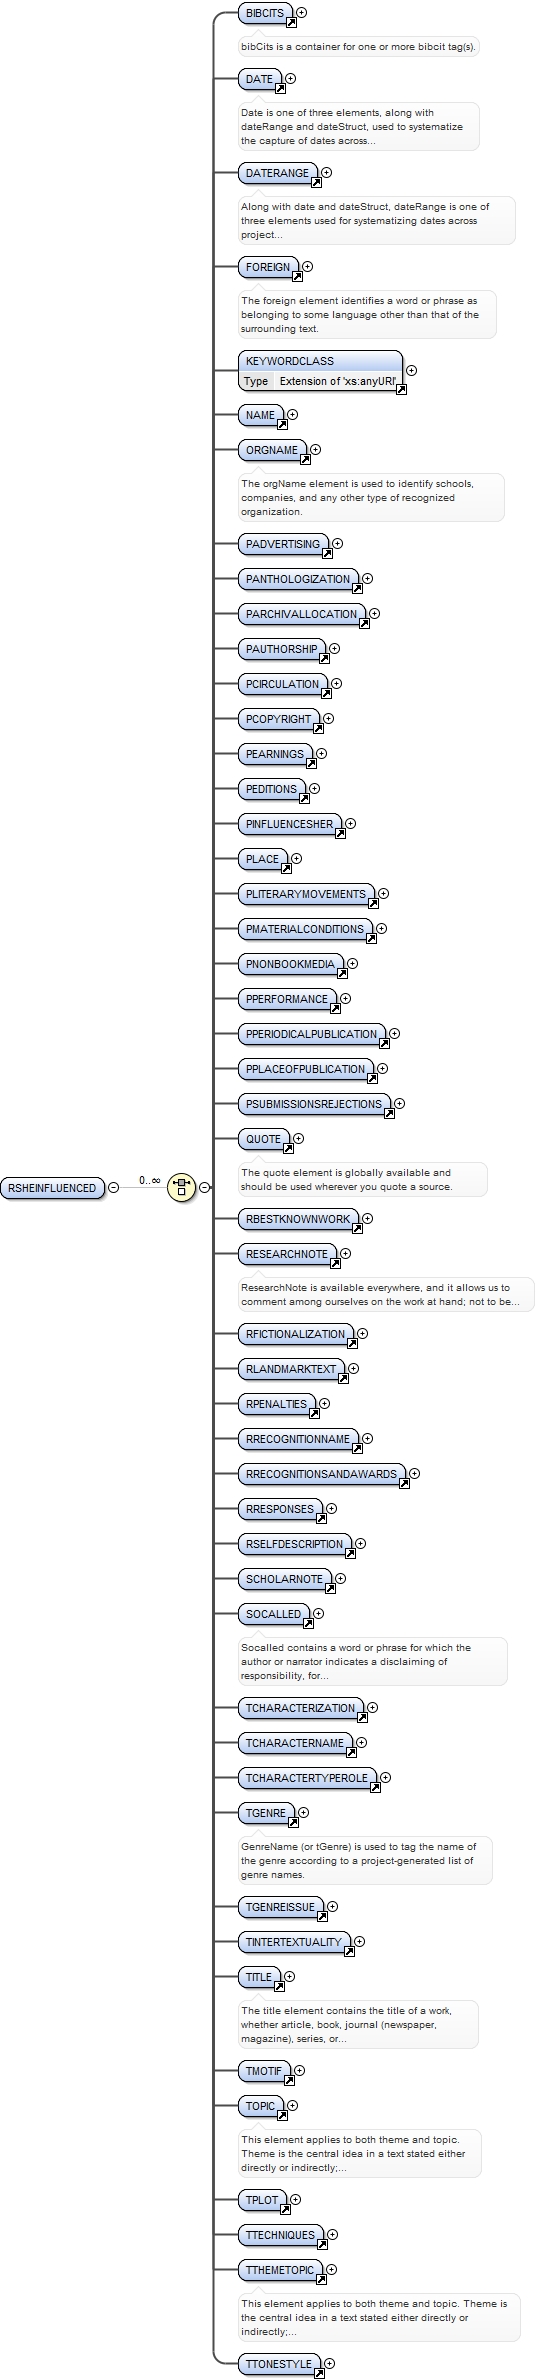 BIBCITS
bibCits is a container for one or more bibcit tag(s).
DATE
Date is one of three elements, along with
dateRange and dateStruct, used to systematize
the capture of dates across...
DATERANGE
Along with date and dateStruct, dateRange is one of
three elements used for systematizing dates across
project...
FOREIGN
The foreign element identifies a word or phrase as
belonging to some language other than that of the
surrounding text.
KEYWORDCLASS
Type Extension of 'xs:anyURI'
NAME
ORGNAME
The orgName element is used to identify schools,
companies, and any other type of recognized
organization.
PADVERTISING
PANTHOLOGIZATION
PARCHIVALLOCATION
PAUTHORSHIP
PCIRCULATION
PCOPYRIGHT
PEARNINGS
PEDITIONS
PINFLUENCESHER
PLACE
PLITERARYMOVEMENTS
PMATERIALCONDITIONS
PNONBOOKMEDIA
PPERFORMANCE
PPERIODICALPUBLICATION
PPLACEOFPUBLICATION
PSUBMISSIONSREJECTIONS
QUOTE
The quote element is globally available and
should be used wherever you quote a source.
RSHEINFLUENCED 0..∞
RBESTKNOWNWORK
RESEARCHNOTE
ResearchNote is available everywhere, and it allows us to
comment among ourselves on the work at hand; not to be...
RFICTIONALIZATION
RLANDMARKTEXT
RPENALTIES
RRECOGNITIONNAME
RRECOGNITIONSANDAWARDS
RRESPONSES
RSELFDESCRIPTION
SCHOLARNOTE
SOCALLED
Socalled contains a word or phrase for which the
author or narrator indicates a disclaiming of
responsibility, for...
TCHARACTERIZATION
TCHARACTERNAME
TCHARACTERTYPEROLE
TGENRE
GenreName (or tGenre) is used to tag the name of
the genre according to a project-generated list of
genre names.
TGENREISSUE
TINTERTEXTUALITY
TITLE
The title element contains the title of a work,
whether article, book, journal (newspaper,
magazine), series, or...
TMOTIF
TOPIC
This element applies to both theme and topic.
Theme is the central idea in a text stated either
directly or indirectly;...
TPLOT
TTECHNIQUES
TTHEMETOPIC
This element applies to both theme and topic. Theme is
the central idea in a text stated either directly or
indirectly;...
TTONESTYLE